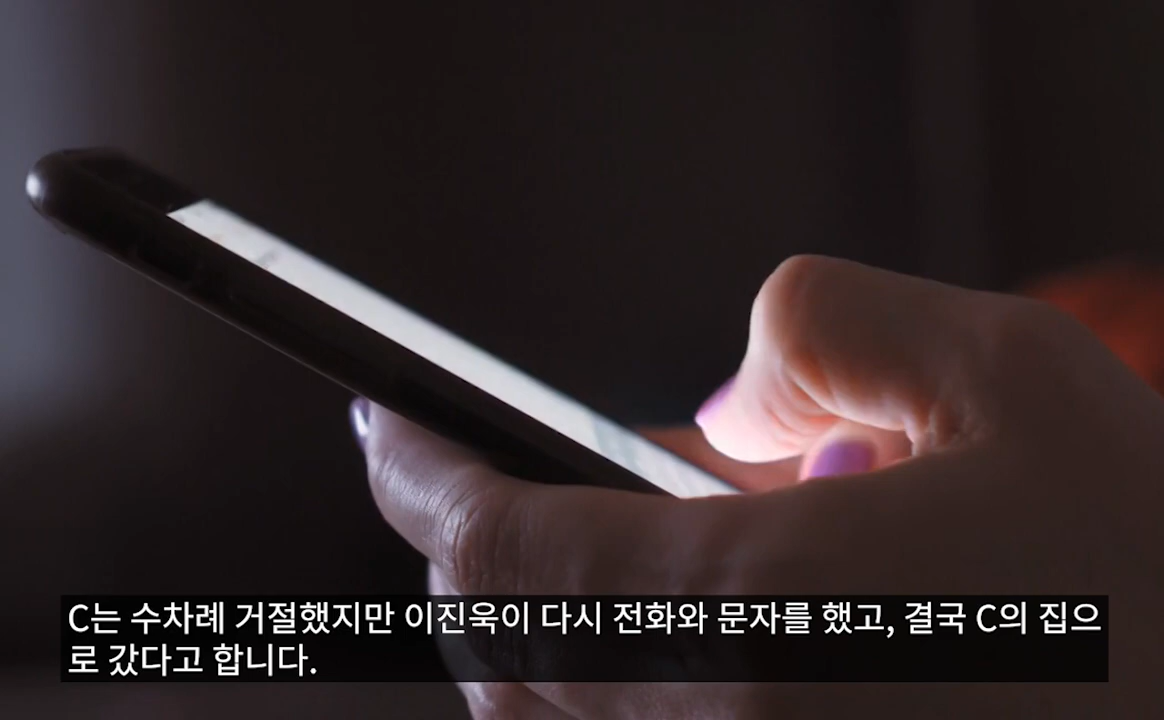 C는 수차례 거절했지만 이진욱이 다시 전화와 문자를 했고, 결국 C의 집으
로 갔다고 합니다.